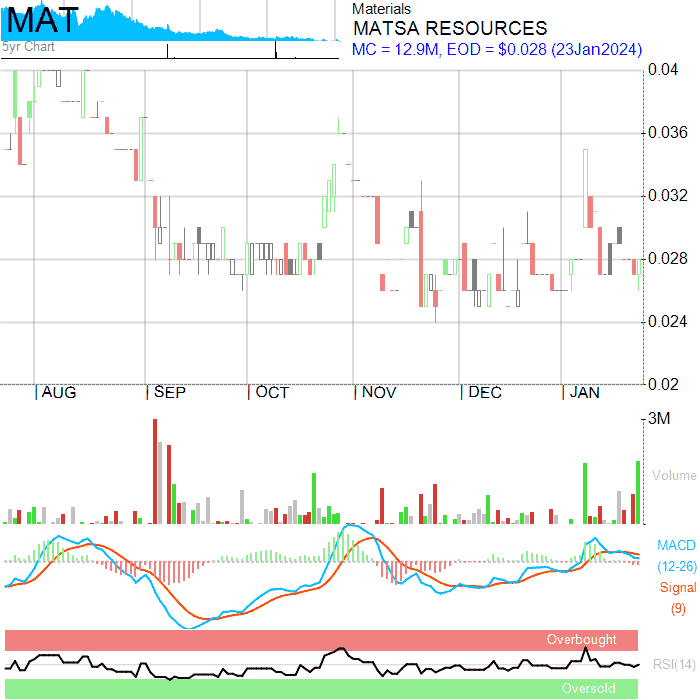 MAT
5yr Chart
Materials
MATSA RESOURCES
MC = 12.9M, EOD = $0.028 (23Jan2024)
0.04
0.036
0.032
0.028
0.024
0.02
AUG SEP OCT NOV DEC JAN
3M
Volume
MACD
(12-26)
Signal
(9)
Overbought
RSI(14)
Oversold